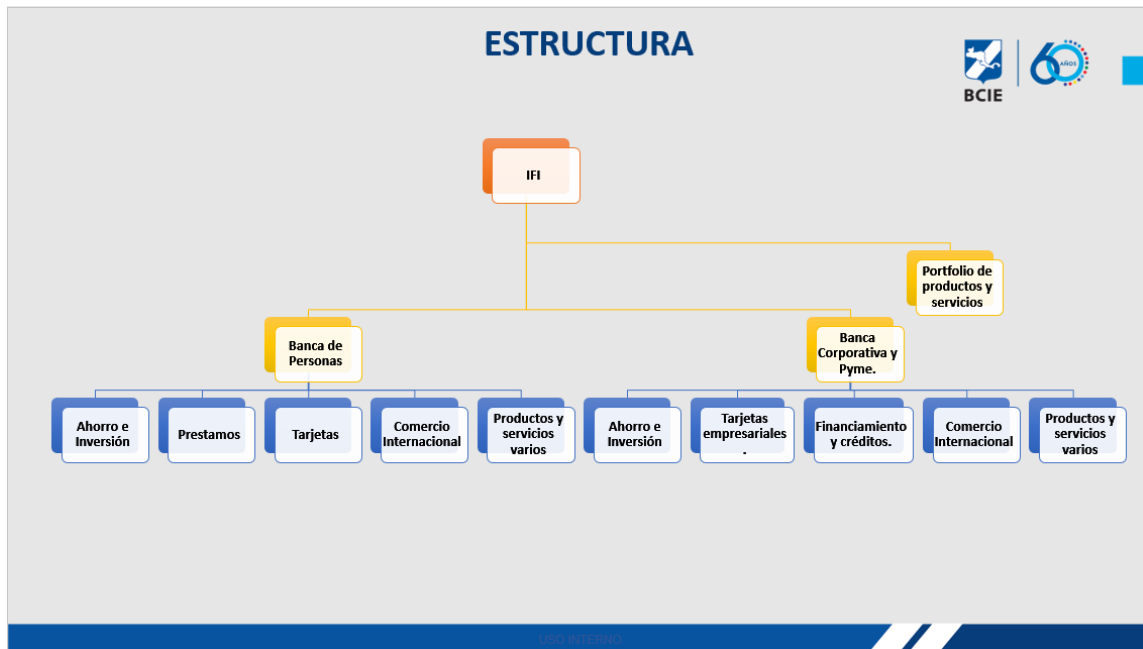 ESTRUCTURA
BCIE
60
AÑOS
IFI
Portfolio de
productos y
servicios
Banca de
Personas
Banca
Corporativa y
Pyme.
Ahorro e
Inversión
Prestamos
Tarjetas
Comercio
Internacional
Productos y
servicios
varios
Ahorro e
Inversión
Tarjetas
empresariales
.
Financiamiento
y créditos.
Comercio
Internacional
Productos y
servicios
varios
USO INTERNO